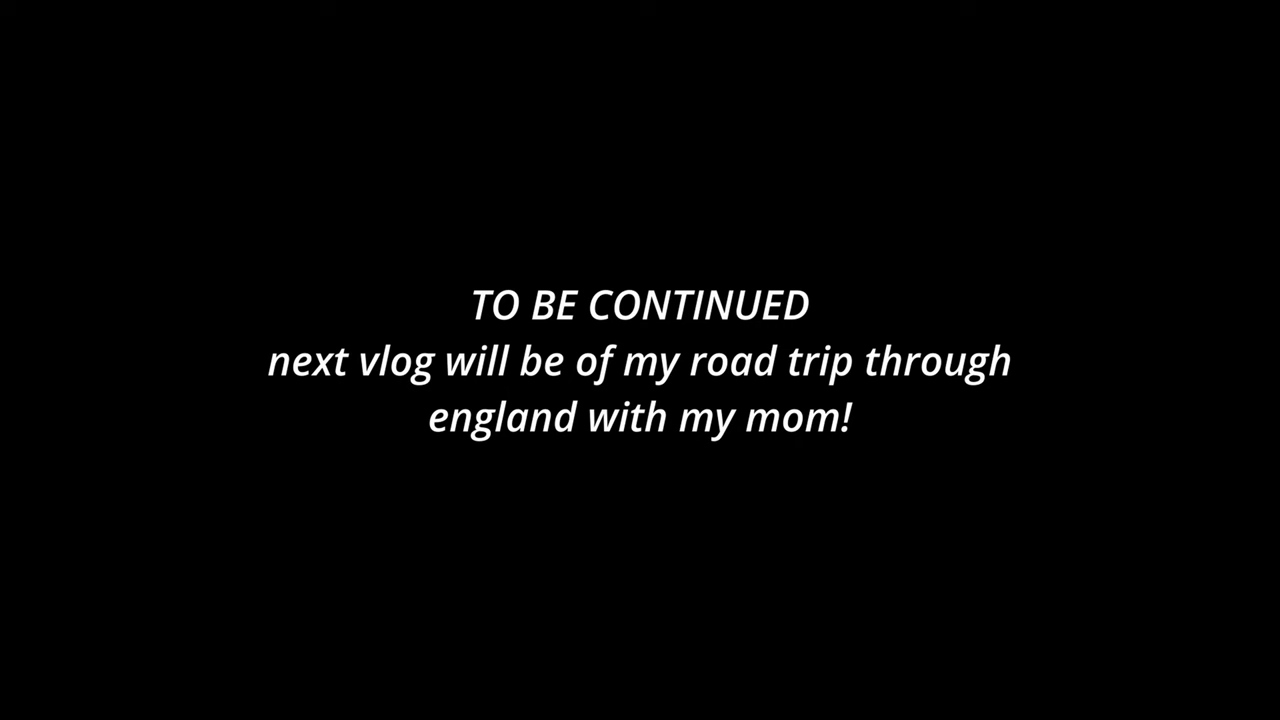 TO BE CONTINUED
next vlog will be of my road trip through
england with my mom!